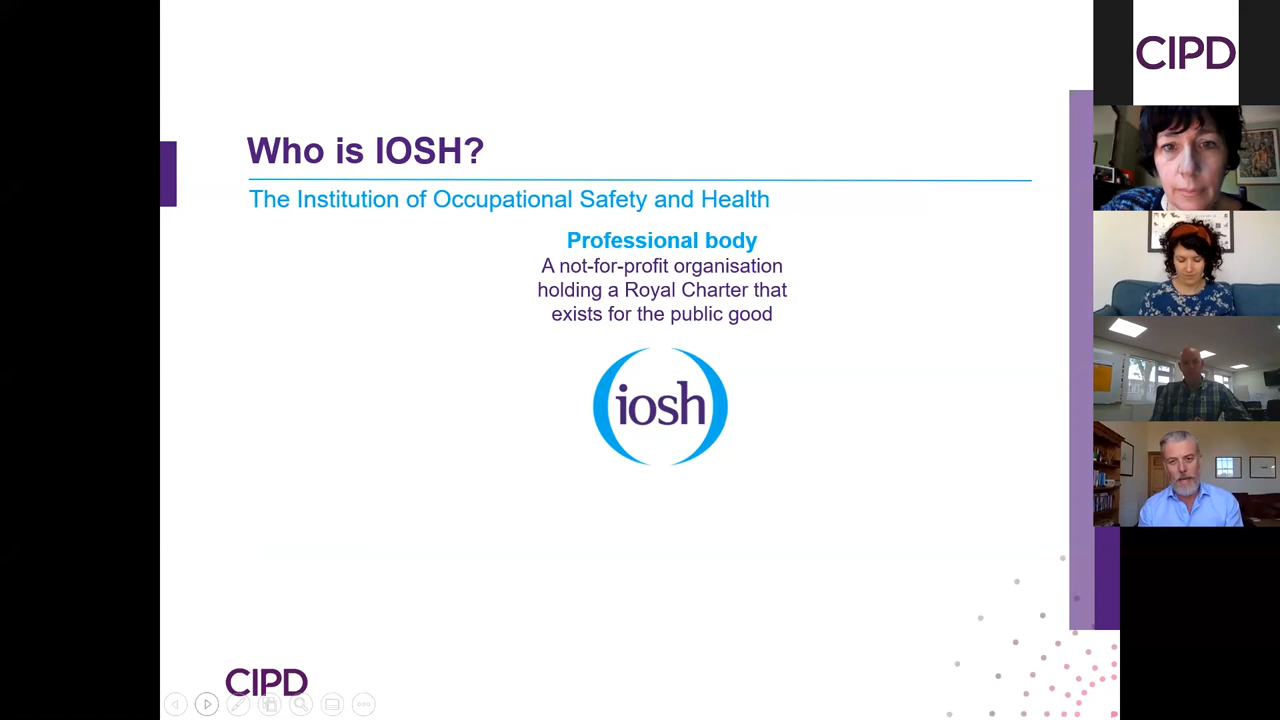 Who is IOSH?
The Institution of Occupational Safety and Health
Professional body
A not-for-profit organisation
holding a Royal Charter that
exists for the public good
iosh
CIPD
CIPD